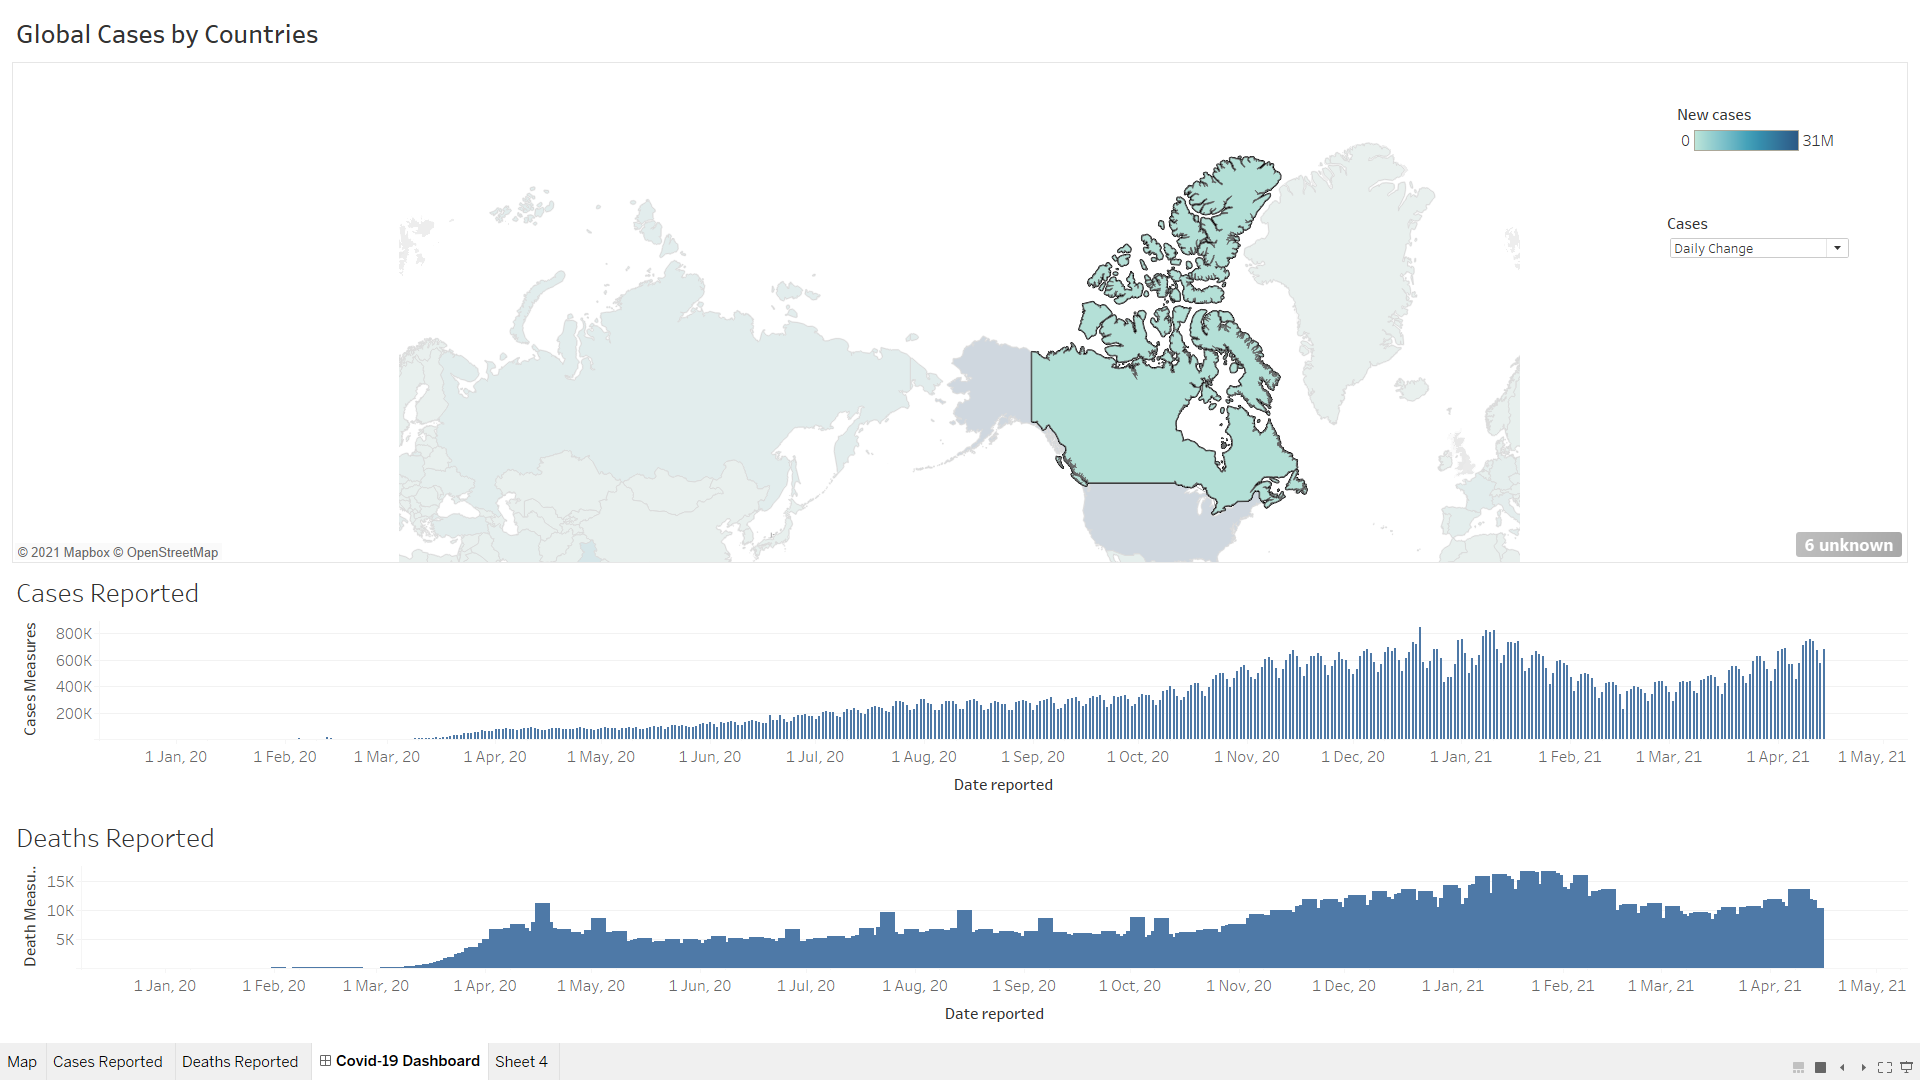 Global Cases by Countries
New cases
0 31M
Cases
Daily Change
© 2021 Mapbox © OpenStreetMap
6 unknown
Cases Reported
Cases Measures
800K
600K
400K
200K
1 Jan, 20 1 Feb, 20 1 Mar, 20 1 Apr, 20 1 May, 20 1 Jun, 20 1 Jul, 20 1 Aug, 20 1 Sep, 20 1 Oct, 20 1 Nov, 20 1 Dec, 20 1 Jan, 21 1 Feb, 21 1 Mar, 21 1 Apr, 21 1 May, 21
Date reported
Deaths Reported
Death Measu..
15K
10K
5K
1 Jan, 20 1 Feb, 20 1 Mar, 20 1 Apr, 20 1 May, 20 1 Jun, 20 1 Jul, 20 1 Aug, 20 1 Sep, 20 1 Oct, 20 1 Nov, 20 1 Dec, 20 1 Jan, 21 1 Feb, 21 1 Mar, 21 1 Apr, 21 1 May, 21
Date reported
Map Cases Reported Deaths Reported Covid-19 Dashboard Sheet 4